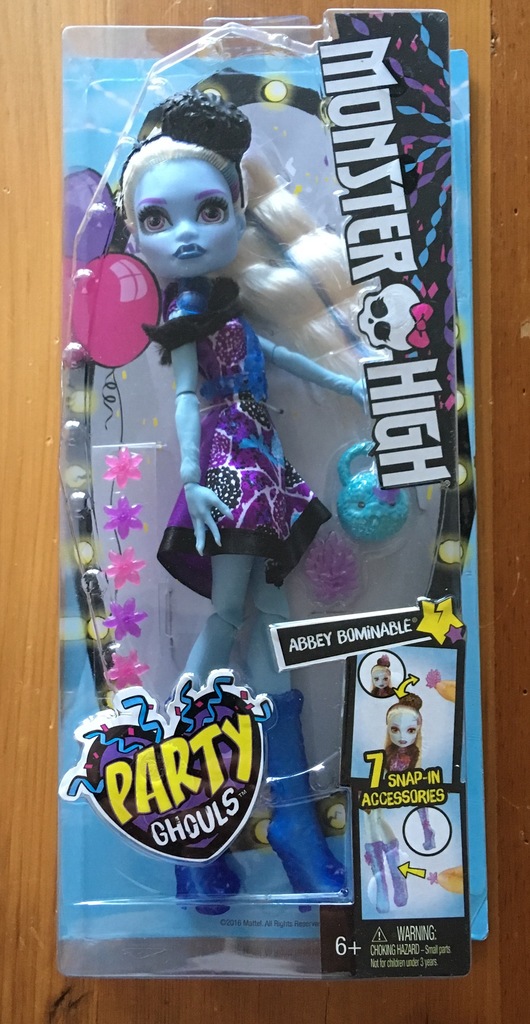 MONSTER HIGH®
ABBEY BOMINABLE®
PARTY
GHOULS™
7 SNAP-IN
ACCESSORIES
©2016 Mattel. All Rights Reserved.
6+
WARNING:
CHOKING HAZARD – Small parts
Not for children under 3 years.